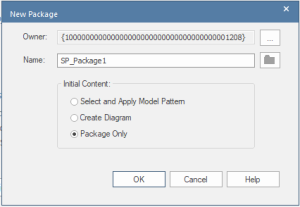 New Package
Owner:
...
Name: SP_Package1
Initial Content:
Select and Apply Model Pattern
Create Diagram
Package Only
OK Cancel Help